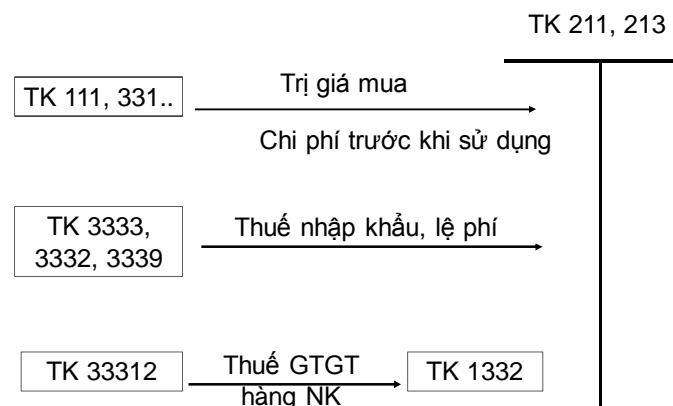 TK 211, 213
Trị giá mua
TK 111, 331..
Chi phí trước khi sử dụng
TK 3333,
3332, 3339
Thuế nhập khẩu, lệ phí
TK 33312
Thuế GTGT
hàng NK
TK 1332